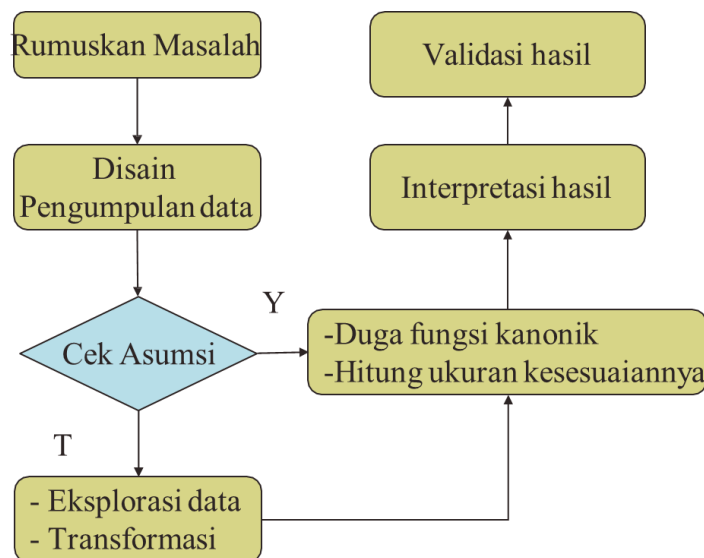 Rumuskan Masalah
Disain
Pengumpulan data
Cek Asumsi
Y
T
- Eksplorasi data
- Transformasi
-Duga fungsi kanonik
-Hitung ukuran kesesuaiannya
Interpretasi hasil
Validasi hasil